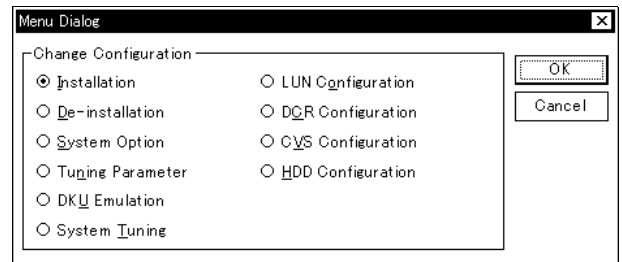 Menu Dialog
Change Configuration
Installation
De-installation
System Option
Tuning Parameter
DKU Emulation
System Tuning
LUN Configuration
DCR Configuration
CVS Configuration
HDD Configuration
OK
Cancel